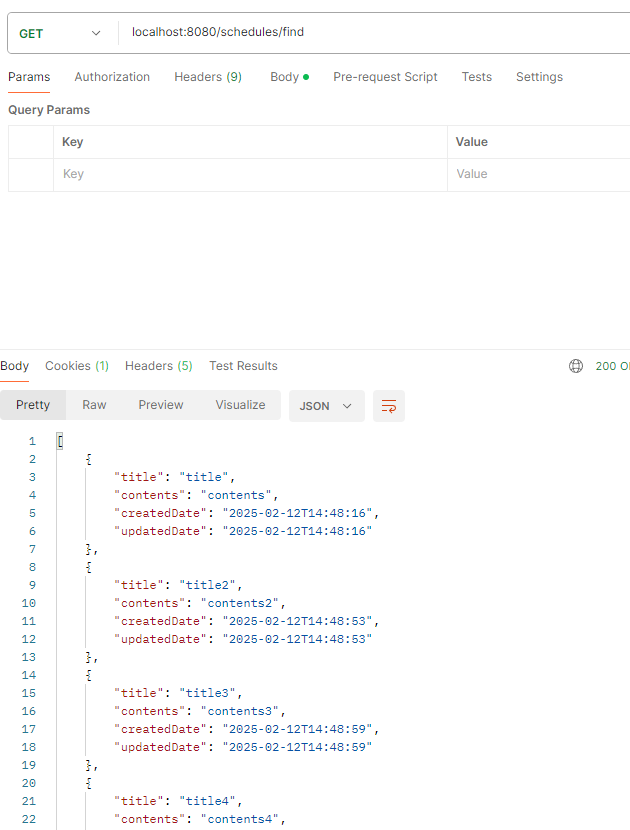 GET localhost:8080/schedules/find
Params Authorization Headers (9) Body Pre-request Script Tests Settings
Query Params
Key Value
Key Value
Body Cookies (1) Headers (5) Test Results 200 O
Pretty Raw Preview Visualize JSON
1 [
2 {
3 "title": "title",
4 "contents": "contents",
5 "createdDate": "2025-02-12T14:48:16",
6 "updatedDate": "2025-02-12T14:48:16"
7 },
8 {
9 "title": "title2",
10 "contents": "contents2",
11 "createdDate": "2025-02-12T14:48:53",
12 "updatedDate": "2025-02-12T14:48:53"
13 },
14 {
15 "title": "title3",
16 "contents": "contents3",
17 "createdDate": "2025-02-12T14:48:59",
18 "updatedDate": "2025-02-12T14:48:59"
19 },
20 {
21 "title": "title4",
22 "contents": "contents4",